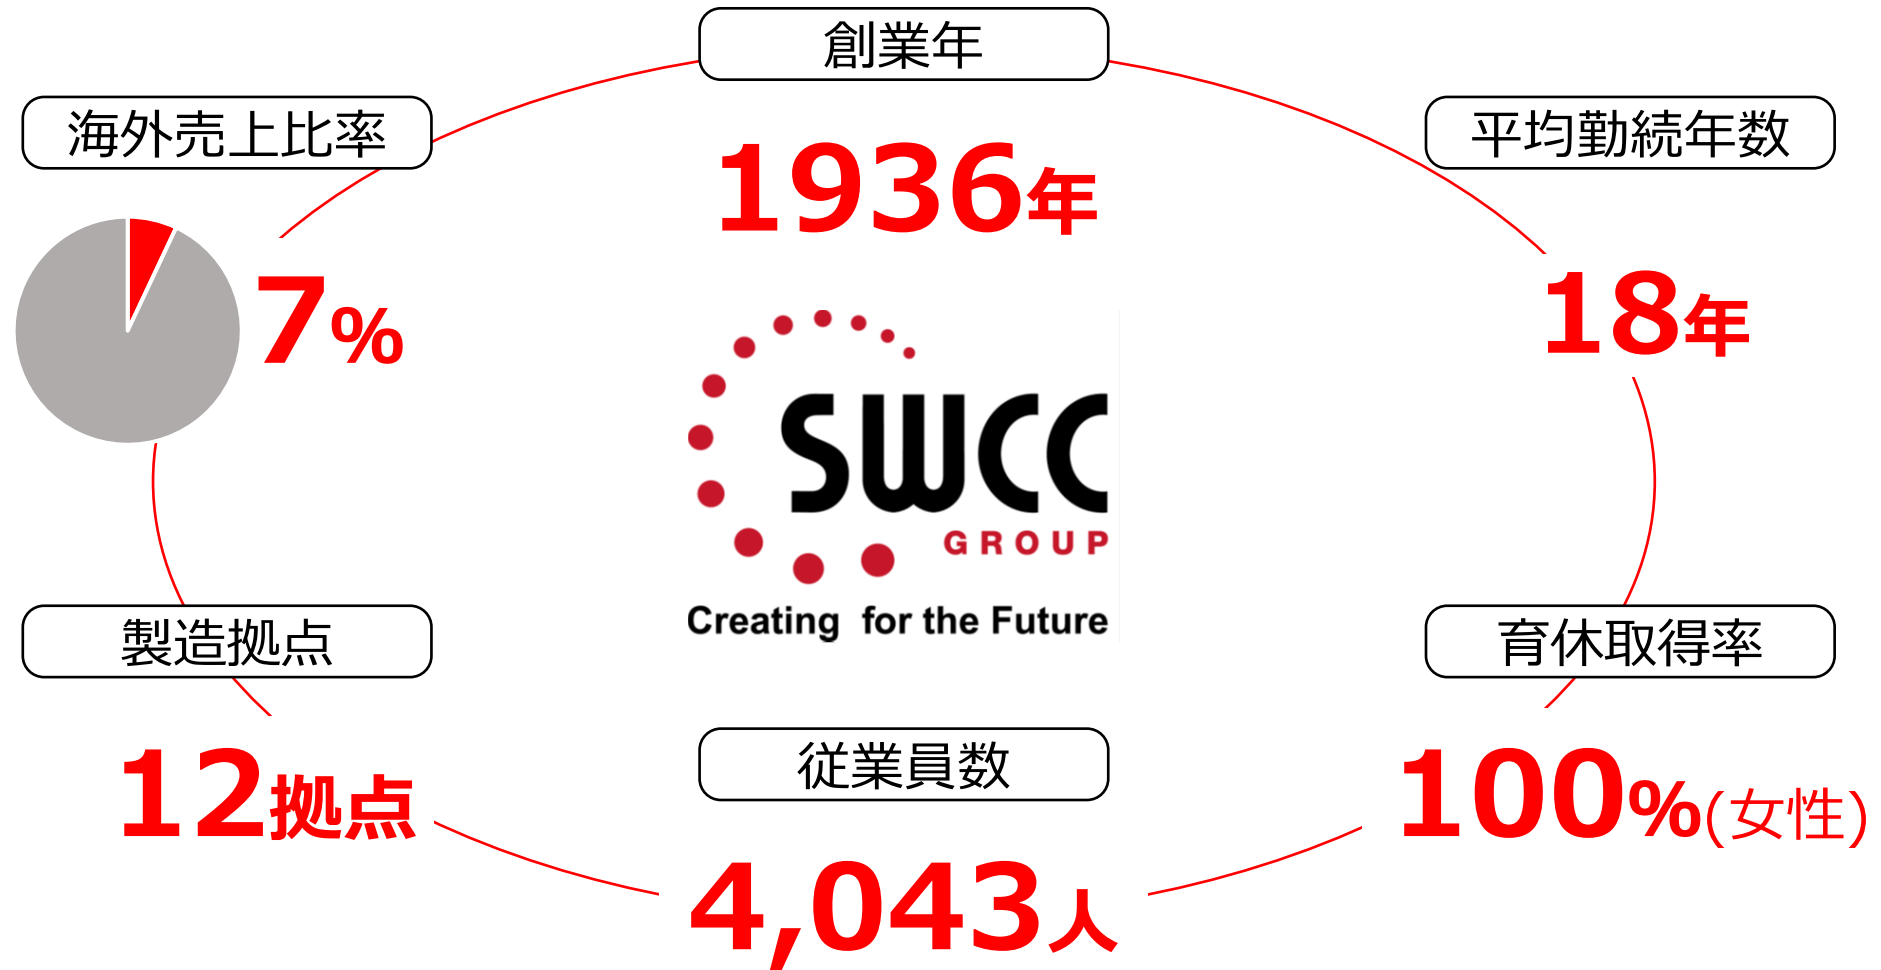 創業年
1936年
海外売上比率
7%
平均勤続年数
18年
SWCC
GROUP
Creating for the Future
製造拠点
12拠点
育休取得率
100%(女性)
従業員数
4,043人